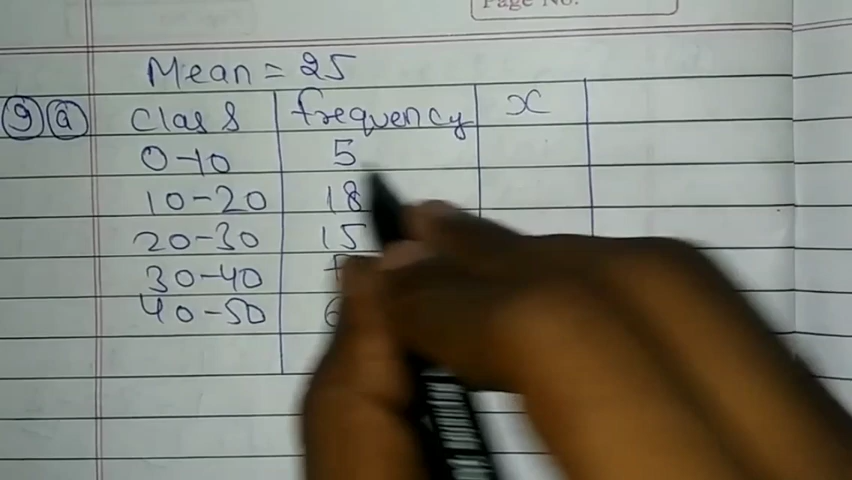 Page No.
Mean = 25
9 a Class frequency x
0-10 5
10-20 18
20-30 15
30-40
40-50 6